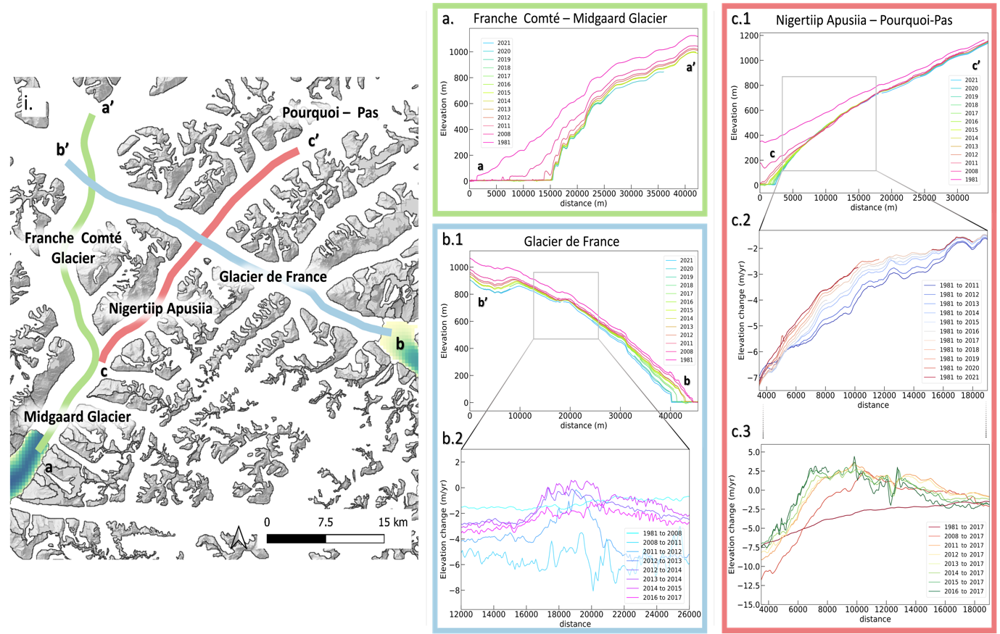 i.
a'
b'
Pourquoi – Pas
c'
Franche Comté
Glacier
Glacier de France
Nigertiip Apusiia
b
c
Midgaard Glacier
a
0 7.5 15 km
a. Franche Comté – Midgaard Glacier
Elevation (m)
1000
800
600
400
200
0
2021
2020
2019
2018
2017
2016
2015
2014
2013
2012
2011
2008
1981
a
a'
0 5000 10000 15000 20000 25000 30000 35000 40000
distance (m)
b.1 Glacier de France
Elevation (m)
1000
800
600
400
200
0
2021
2020
2019
2018
2017
2016
2015
2014
2013
2012
2011
2008
1981
b'
b
0 10000 20000 30000 40000
distance (m)
b.2
Elevation change (m/yr)
2
0
−2
−4
−6
−8
1981 to 2008
2008 to 2011
2011 to 2012
2012 to 2013
2012 to 2014
2013 to 2014
2014 to 2015
2016 to 2017
12000 14000 16000 18000 20000 22000 24000 26000
distance
c.1 Nigertiip Apusiia – Pourquoi-Pas
Elevation (m)
1200
1000
800
600
400
200
0
c
c'
2021
2020
2019
2018
2017
2016
2015
2014
2013
2012
2011
2008
1981
0 5000 10000 15000 20000 25000 30000
distance (m)
c.2
Elevation change (m/yr)
−2
−3
−4
−5
−6
−7
1981 to 2011
1981 to 2012
1981 to 2013
1981 to 2014
1981 to 2015
1981 to 2016
1981 to 2017
1981 to 2018
1981 to 2019
1981 to 2020
1981 to 2021
4000 6000 8000 10000 12000 14000 16000 18000
distance
c.3
Elevation change (m/yr)
5.0
2.5
0.0
−2.5
−5.0
−7.5
−10.0
−12.5
−15.0
1981 to 2017
2008 to 2017
2011 to 2017
2012 to 2017
2013 to 2017
2014 to 2017
2015 to 2017
2016 to 2017
4000 6000 8000 10000 12000 14000 16000 18000
distance